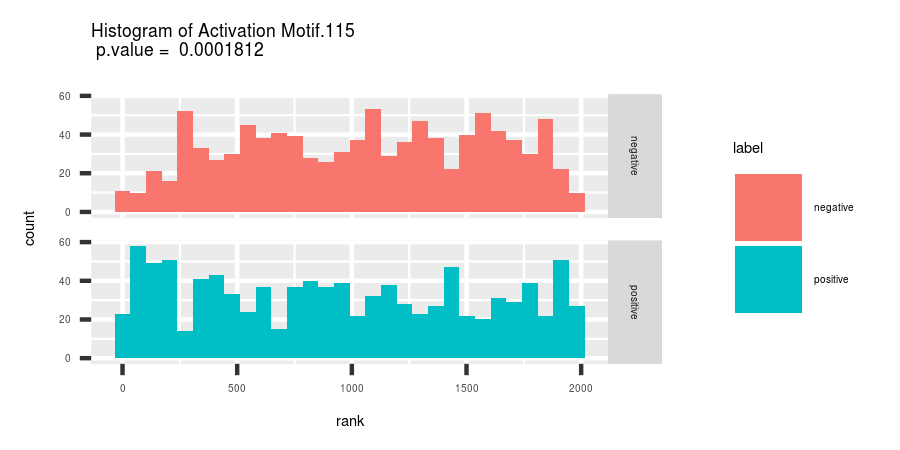 Histogram of Activation Motif.115
p.value = 0.0001812
count
60
40
20
0
negative
60
40
20
0
positive
0 500 1000 1500 2000
rank
label
negative
positive